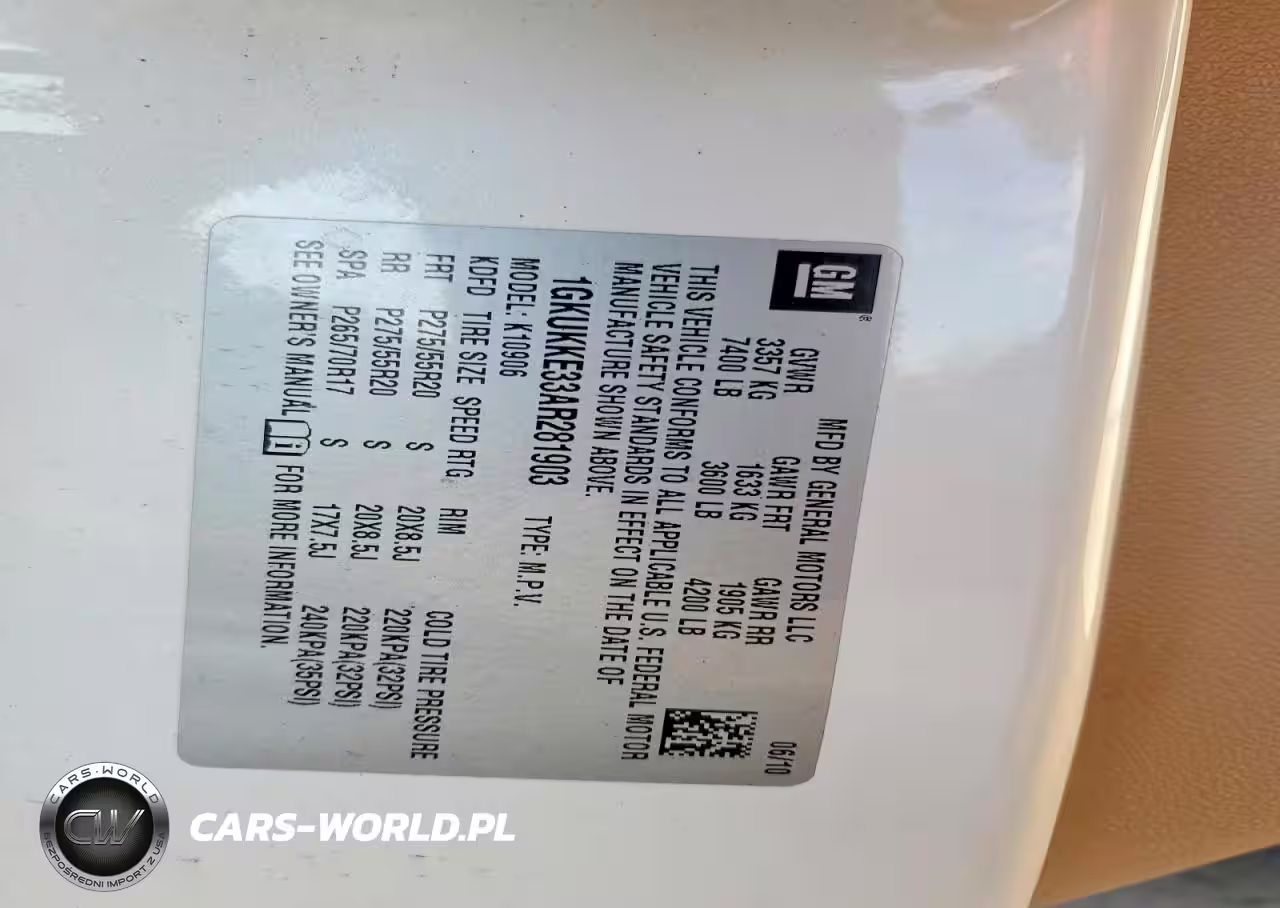 GM
MFD BY GENERAL MOTORS LLC 06/10
GVWR GAWR FRT GAWR RR
3357 KG 1633 KG 1905 KG
7400 LB 3600 LB 4200 LB
THIS VEHICLE CONFORMS TO ALL APPLICABLE U.S. FEDERAL MOTOR
VEHICLE SAFETY STANDARDS IN EFFECT ON THE DATE OF
MANUFACTURE SHOWN ABOVE.
1GKUKKE33AR281903 TYPE: M.P.V.
MODEL: K10906
KDFD TIRE SIZE SPEED RTG RIM COLD TIRE PRESSURE
FRT P275/55R20 S 20X8.5J 220KPA(32PSI)
RR P275/55R20 S 20X8.5J 220KPA(32PSI)
SPA P265/70R17 S 17X7.5J 240KPA(35PSI)
SEE OWNER'S MANUAL i FOR MORE INFORMATION.
CARS-WORLD
CW
BEZPOŚREDNI IMPORT Z USA
CARS-WORLD.PL